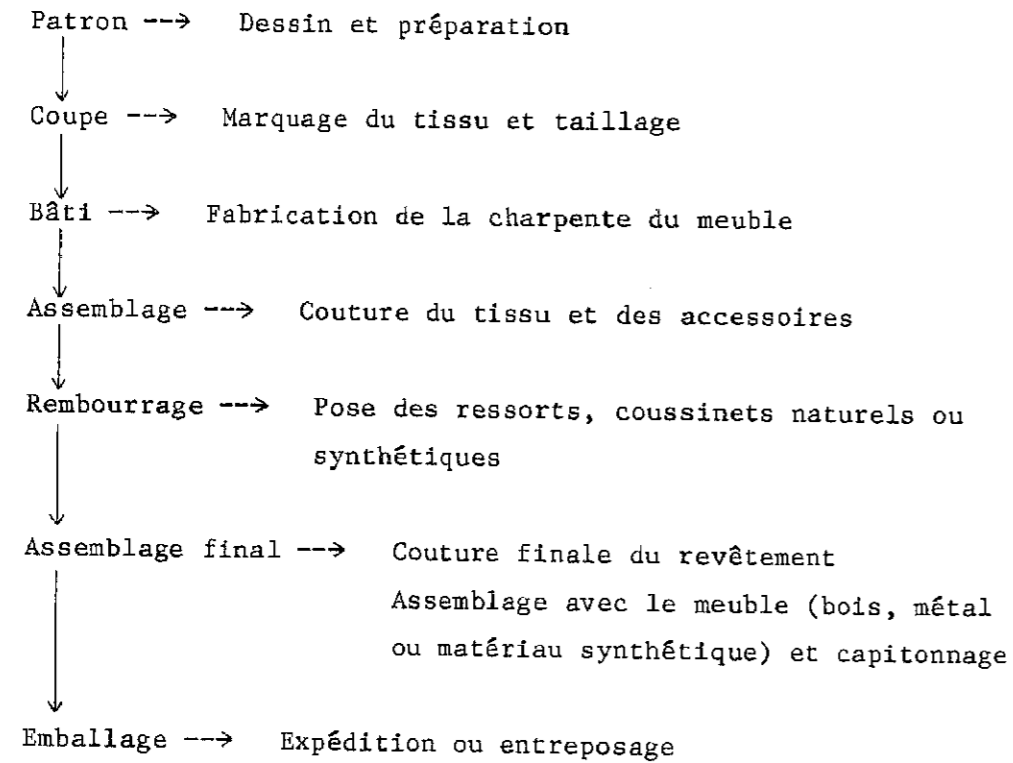 Patron --→ Dessin et préparation
Coupe --→ Marquage du tissu et taillage
Bâti --→ Fabrication de la charpente du meuble
Assemblage --→ Couture du tissu et des accessoires
Rembourrage --→ Pose des ressorts, coussinets naturels ou
synthétiques
Assemblage final --→ Couture finale du revêtement
Assemblage avec le meuble (bois, métal
ou matériau synthétique) et capitonnage
Emballage --→ Expédition ou entreposage